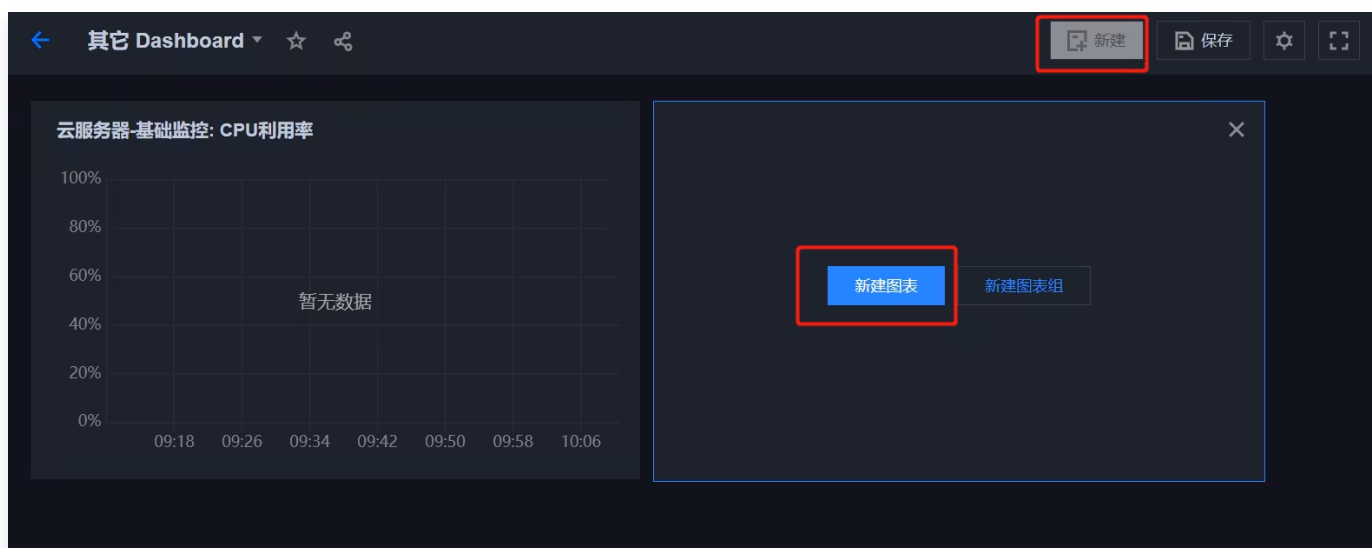 其它 Dashboard
新建
保存
云服务器-基础监控: CPU利用率
100%
80%
60%
40%
20%
0%
暂无数据
09:18 09:26 09:34 09:42 09:50 09:58 10:06
新建图表
新建图表组